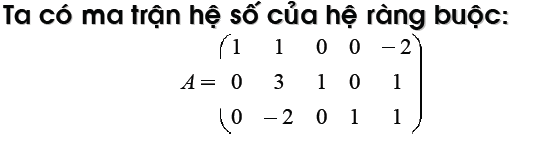 Ta có ma trận hệ số của hệ ràng buộc:
1 1 0 0 -2
A = 0 3 1 0 1
0 -2 0 1 1